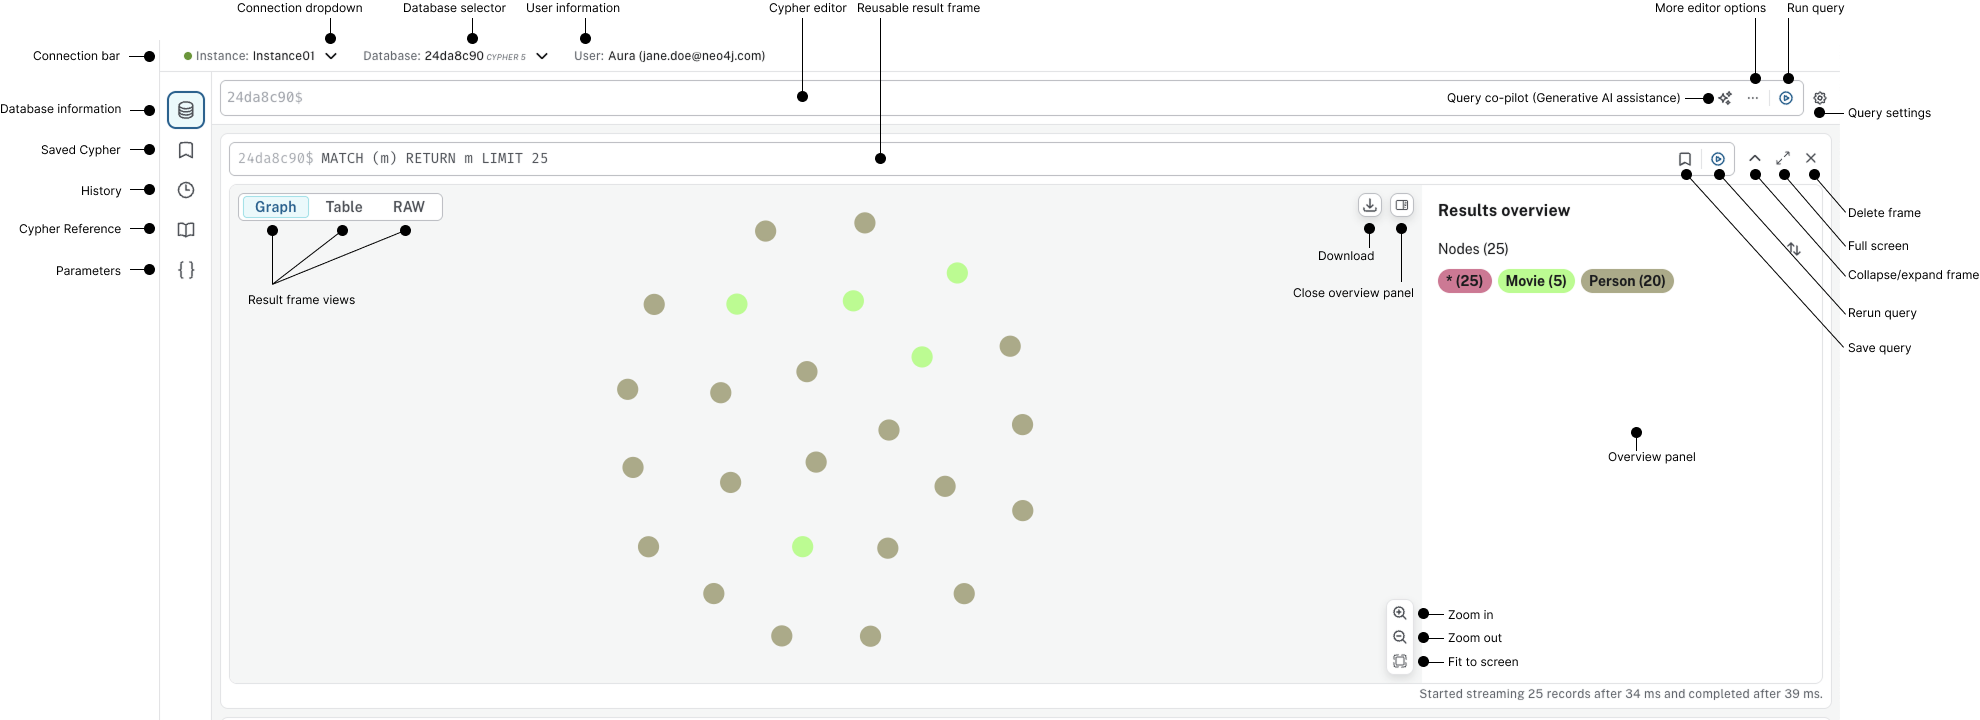 Connection dropdown
Database selector
User information
Cypher editor
Reusable result frame
More editor options
Run query
Connection bar
Instance: Instance01
Database: 24da8c90 CYPHER 5
User: Aura (jane.doe@neo4j.com)
24da8c90$
Query co-pilot (Generative AI assistance)
Database information
Query settings
Saved Cypher
24da8c90$ MATCH (m) RETURN m LIMIT 25
History
Graph
Table
RAW
Results overview
Delete frame
Cypher Reference
Nodes (25)
Full screen
Download
Parameters
Collapse/expand frame
* (25)
Movie (5)
Person (20)
Close overview panel
Result frame views
Rerun query
Save query
Overview panel
Zoom in
Zoom out
Fit to screen
Started streaming 25 records after 34 ms and completed after 39 ms.